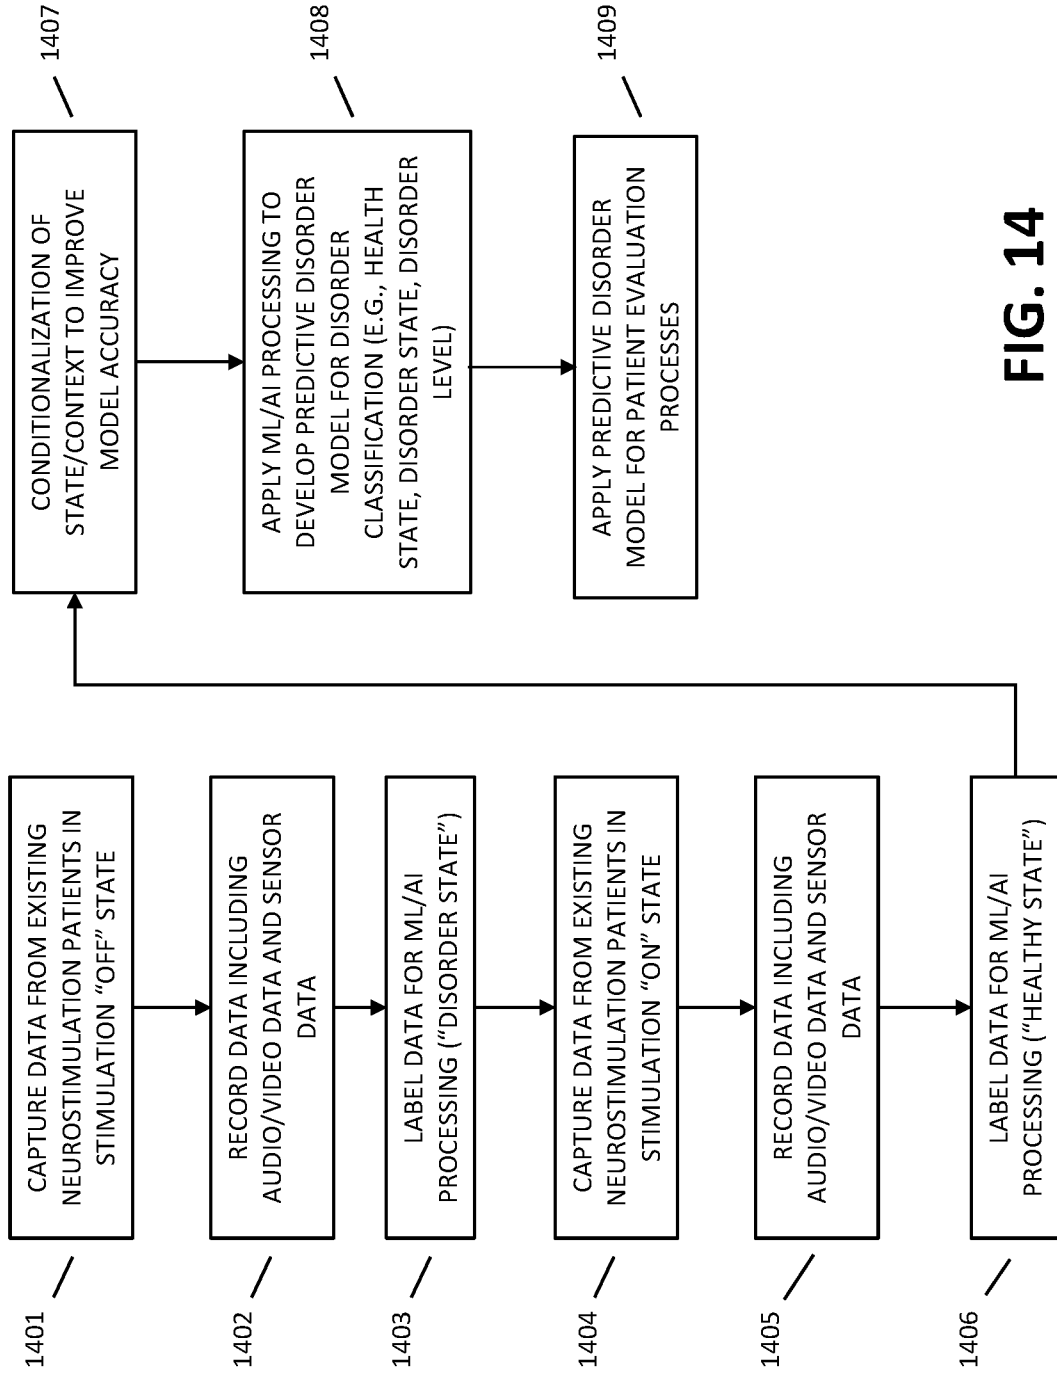 1401
CAPTURE DATA FROM EXISTING
NEUROSTIMULATION PATIENTS IN
STIMULATION “OFF” STATE
1402
RECORD DATA INCLUDING
AUDIO/VIDEO DATA AND SENSOR
DATA
1403
LABEL DATA FOR ML/AI
PROCESSING (“DISORDER STATE”)
1404
CAPTURE DATA FROM EXISTING
NEUROSTIMULATION PATIENTS IN
STIMULATION “ON” STATE
1405
RECORD DATA INCLUDING
AUDIO/VIDEO DATA AND SENSOR
DATA
1406
LABEL DATA FOR ML/AI
PROCESSING (“HEALTHY STATE”)
1407
CONDITIONALIZATION OF
STATE/CONTEXT TO IMPROVE
MODEL ACCURACY
1408
APPLY ML/AI PROCESSING TO
DEVELOP PREDICTIVE DISORDER
MODEL FOR DISORDER
CLASSIFICATION (E.G., HEALTH
STATE, DISORDER STATE, DISORDER
LEVEL)
1409
APPLY PREDICTIVE DISORDER
MODEL FOR PATIENT EVALUATION
PROCESSES
FIG. 14